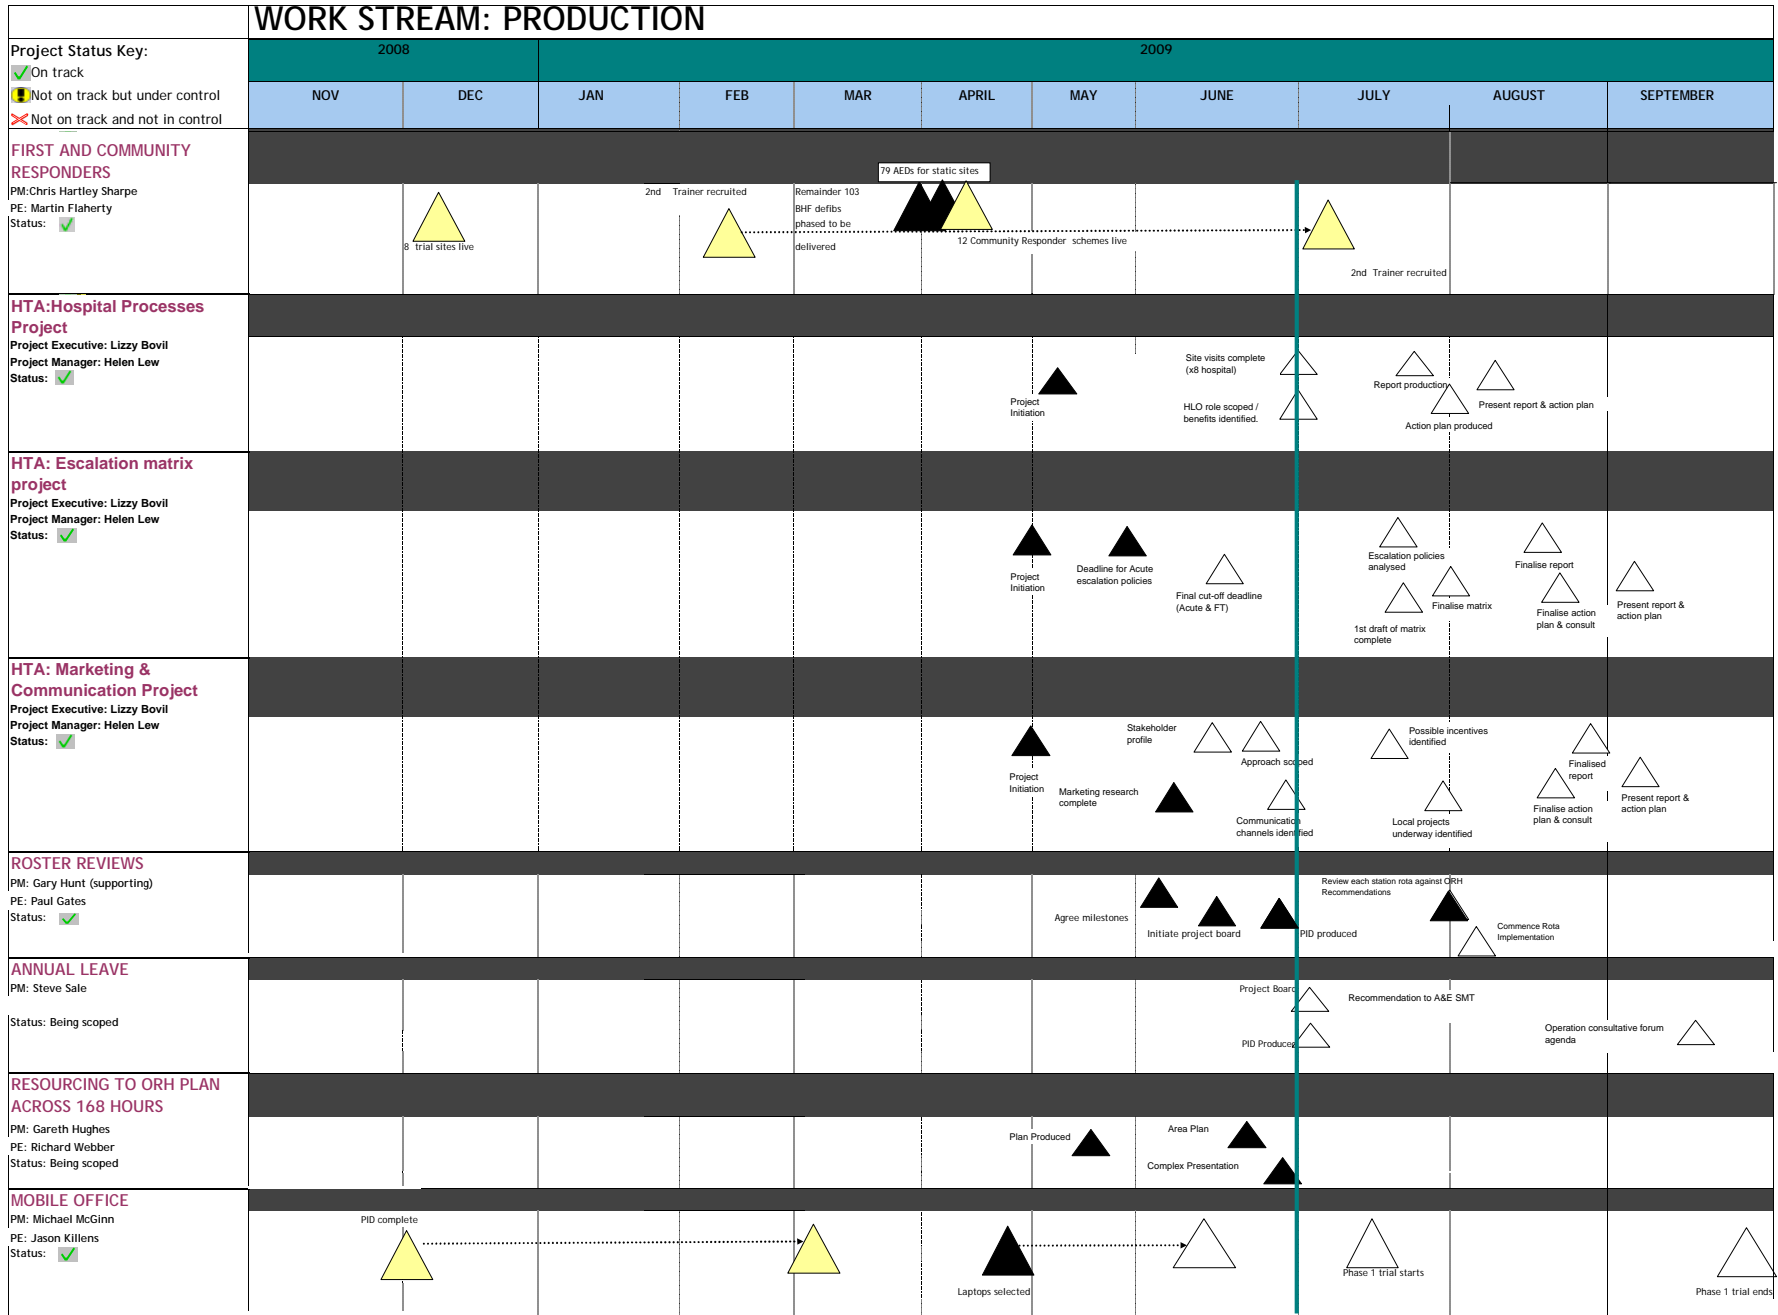 WORK STREAM: PRODUCTION
Project Status Key:
On track
Not on track but under control
Not on track and not in control
2008
2009
NOV
DEC
JAN
FEB
MAR
APRIL
MAY
JUNE
JULY
AUGUST
SEPTEMBER
FIRST AND COMMUNITY
RESPONDERS
PM:Chris Hartley Sharpe
PE: Martin Flaherty
Status:
79 AEDs for static sites
8 trial sites live
2nd Trainer recruited
Remainder 103
BHF defibs
phased to be
delivered
12 Community Responder schemes live
2nd Trainer recruited
HTA:Hospital Processes
Project
Project Executive: Lizzy Bovil
Project Manager: Helen Lew
Status:
Project
Initiation
Site visits complete
(x8 hospital)
HLO role scoped /
benefits identified.
Report production
Action plan produced
Present report & action plan
HTA: Escalation matrix
project
Project Executive: Lizzy Bovil
Project Manager: Helen Lew
Status:
Project
Initiation
Deadline for Acute
escalation policies
Final cut-off deadline
(Acute & FT)
Escalation policies
analysed
1st draft of matrix
complete
Finalise matrix
Finalise report
Finalise action
plan & consult
Present report &
action plan
HTA: Marketing &
Communication Project
Project Executive: Lizzy Bovil
Project Manager: Helen Lew
Status:
Project
Initiation
Stakeholder
profile
Marketing research
complete
Approach scoped
Communication
channels identified
Possible incentives
identified
Local projects
underway identified
Finalised
report
Finalise action
plan & consult
Present report &
action plan
ROSTER REVIEWS
PM: Gary Hunt (supporting)
PE: Paul Gates
Status:
Agree milestones
Initiate project board
PID produced
Review each station rota against ORH
Recommendations
Commence Rota
Implementation
ANNUAL LEAVE
PM: Steve Sale
Status: Being scoped
Project Board
PID Produced
Recommendation to A&E SMT
Operation consultative forum
agenda
RESOURCING TO ORH PLAN
ACROSS 168 HOURS
PM: Gareth Hughes
PE: Richard Webber
Status: Being scoped
Plan Produced
Area Plan
Complex Presentation
MOBILE OFFICE
PM: Michael McGinn
PE: Jason Killens
Status:
PID complete
Laptops selected
Phase 1 trial starts
Phase 1 trial ends